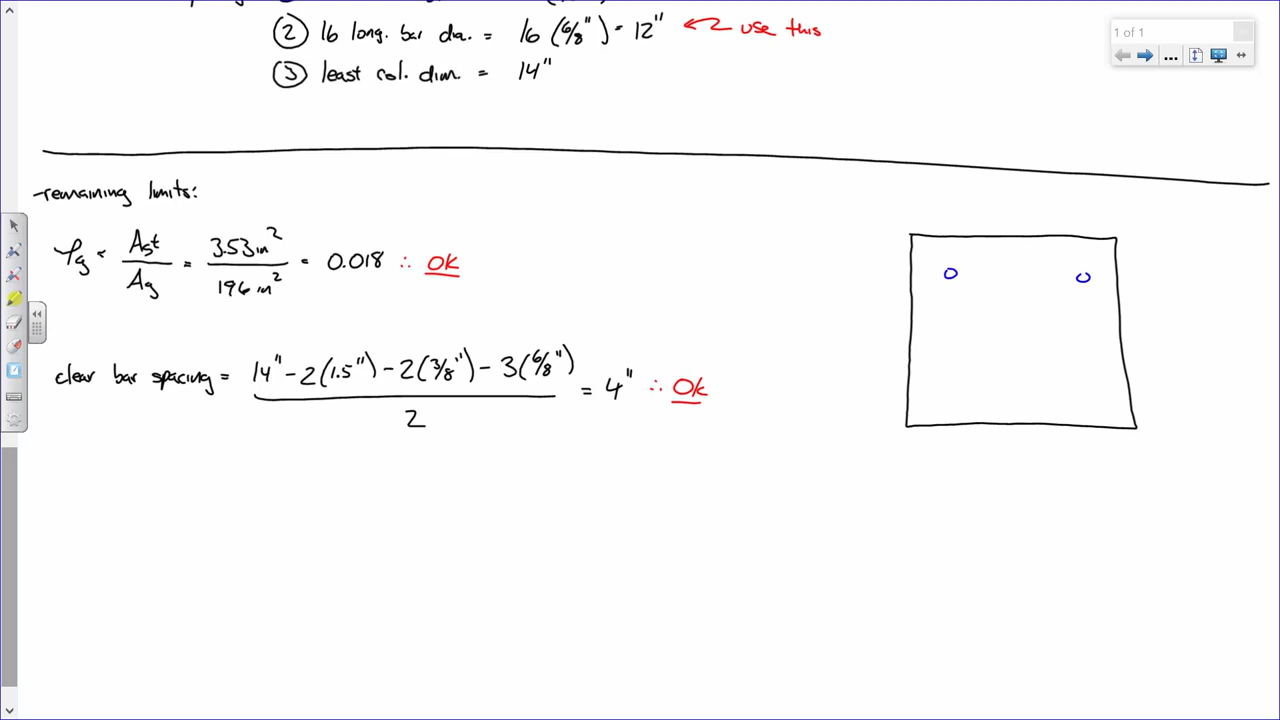 ② 16 long. bar dia. = 16 (6/8") = 12" ← use this
③ least col. dim. = 14"
1 of 1
-remaining limits:
ρg = Ast / Ag = 3.53 in² / 196 in² = 0.018 ∴ OK
clear bar spacing = 14" - 2(1.5") - 2(3/8") - 3(6/8") / 2 = 4" ∴ Ok